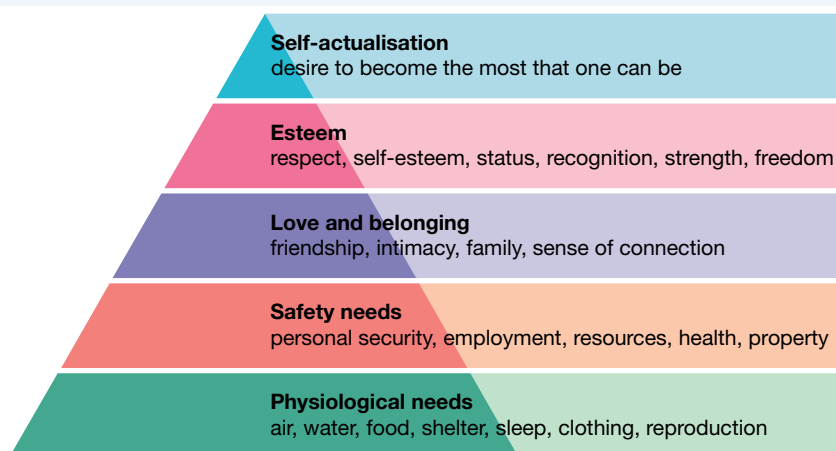 Self-actualisation
desire to become the most that one can be
Esteem
respect, self-esteem, status, recognition, strength, freedom
Love and belonging
friendship, intimacy, family, sense of connection
Safety needs
personal security, employment, resources, health, property
Physiological needs
air, water, food, shelter, sleep, clothing, reproduction